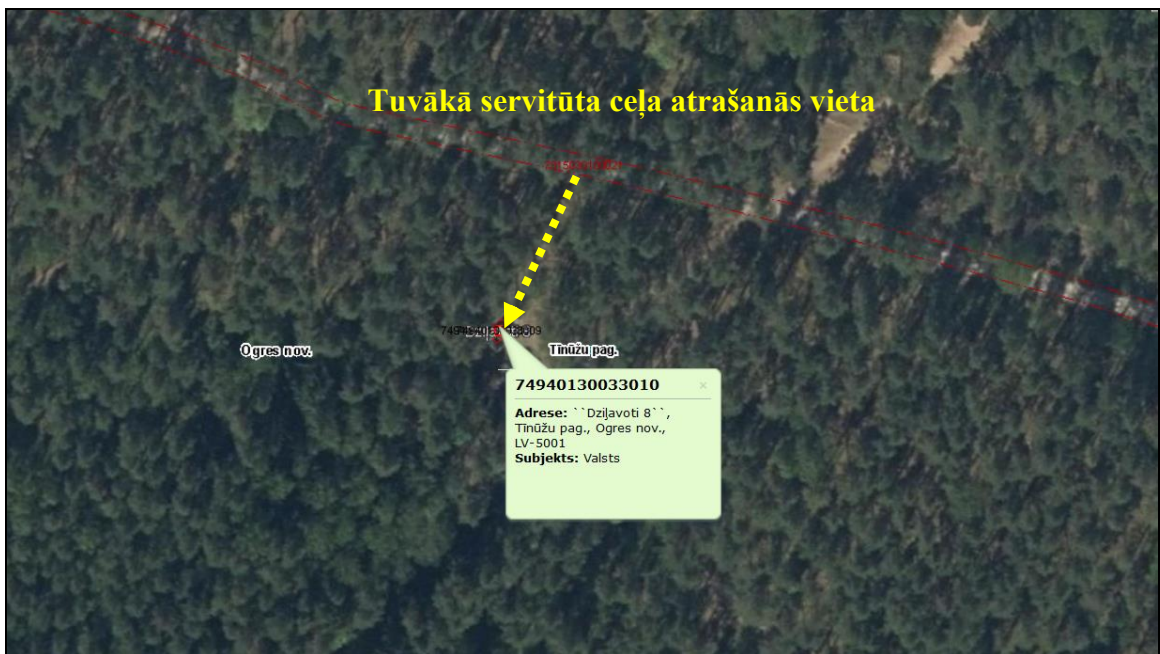 Tuvākā servitūta ceļa atrašanās vieta
Ogres nov.
Tīnūžu pag.
74940130033010
×
Adrese: ``Dziļavoti 8``,
Tīnūžu pag., Ogres nov.,
LV-5001
Subjekts: Valsts